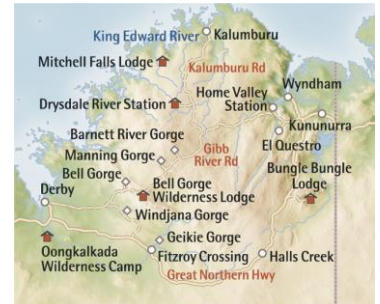 King Edward River
Kalumburu
Mitchell Falls Lodge
Kalumburu Rd
Wyndham
Home Valley
Station
Drysdale River Station
Kununurra
Barnett River Gorge
Gibb
River Rd
El Questro
Manning Gorge
Bell Gorge
Bungle Bungle
Lodge
Derby
Bell Gorge
Wilderness Lodge
Windjana Gorge
Geikie Gorge
Oongkalkada
Wilderness Camp
Fitzroy Crossing
Halls Creek
Great Northern Hwy